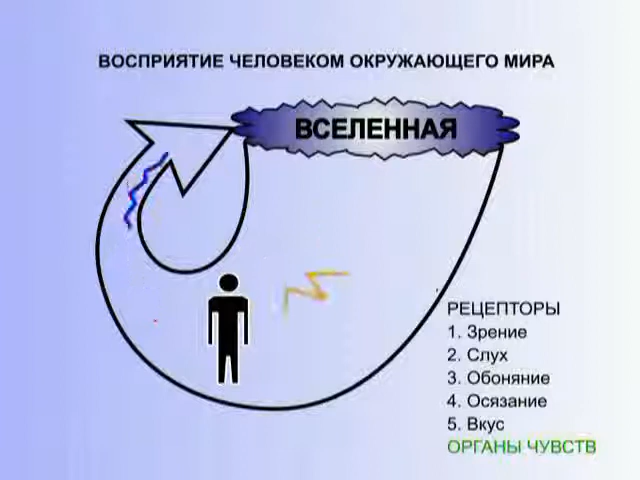 ВОСПРИЯТИЕ ЧЕЛОВЕКОМ ОКРУЖАЮЩЕГО МИРА
ВСЕЛЕННАЯ
РЕЦЕПТОРЫ
1. Зрение
2. Слух
3. Обоняние
4. Осязание
5. Вкус
ОРГАНЫ ЧУВСТВ